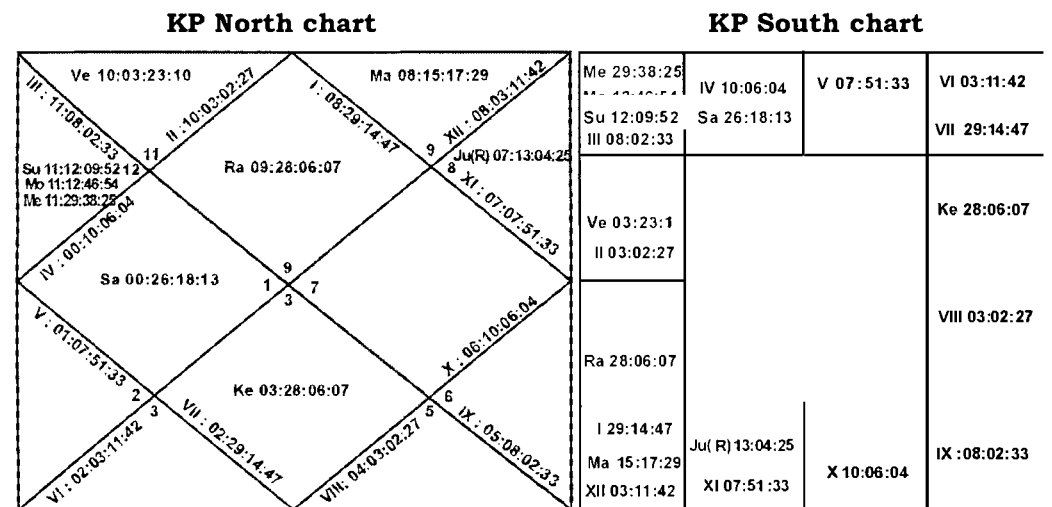 KP North chart
Ve 10:03:23:10
Ma 08:15:17:29
III : 11:08:02:33
II : 10:03:02:27
I : 08:29:14:47
XII : 08:03:11:42
11
9
Ju(R) 07:13:04:25
Su 11:12:09:52 12
Mo 11:12:46:54
Me 11:29:38:25
Ra 09:28:06:07
8
XI : 07:07:51:33
IV : 00:10:06:04
Sa 00:26:18:13
9
1 7
3
V : 01:07:51:33
X : 06:10:06:04
Ke 03:28:06:07
2
3
6
5
VI : 02:03:11:42
VII : 02:29:14:47
VIII: 04:03:02:27
IX : 05:08:02:33
KP South chart
Me 29:38:25
Su 12:09:52
III 08:02:33
IV 10:06:04
Sa 26:18:13
V 07:51:33
VI 03:11:42
VII 29:14:47
Ve 03:23:1
II 03:02:27
Ke 28:06:07
Ra 28:06:07
VIII 03:02:27
I 29:14:47
Ma 15:17:29
XII 03:11:42
Ju( R) 13:04:25
XI 07:51:33
X 10:06:04
IX :08:02:33